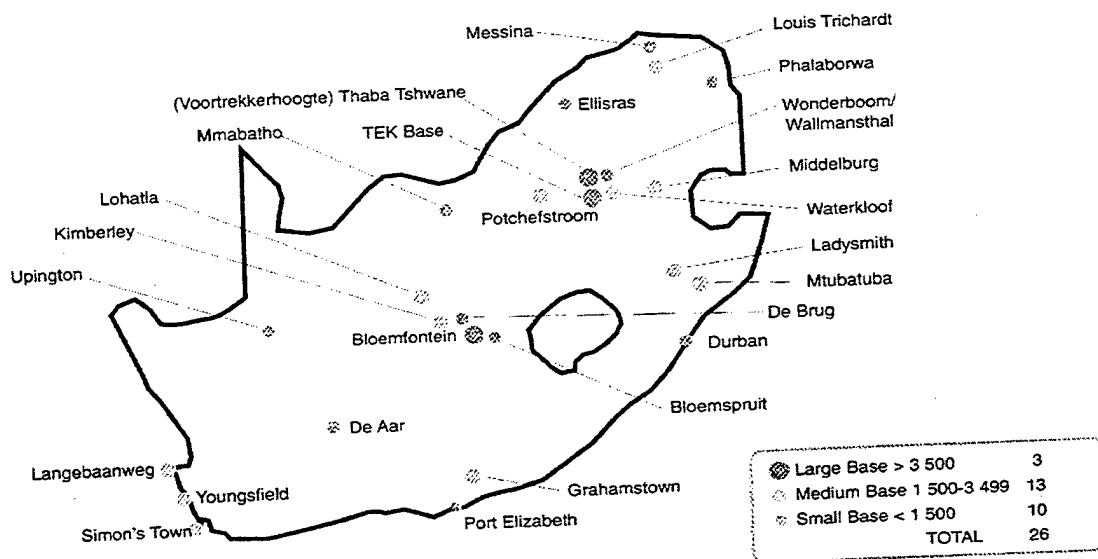 Messina
Louis Trichardt
Phalaborwa
(Voortrekkerhoogte) Thaba Tshwane
Ellisras
Wonderboom/
Wallmansthal
Mmabatho
TEK Base
Middelburg
Lohatla
Potchefstroom
Waterkloof
Kimberley
Ladysmith
Upington
Mtubatuba
De Brug
Bloemfontein
Durban
Bloemspruit
De Aar
Langebaanweg
Youngsfield
Grahamstown
Simon's Town
Port Elizabeth
Large Base > 3 500 3
Medium Base 1 500-3 499 13
Small Base < 1 500 10
TOTAL 26